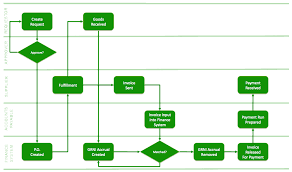 Create
Request
Goods
Received
Approve?
Fulfillment
Invoice
Sent
Payment
Received
Invoice Input
Into Finance
System
Payment Run
Prepared
P.O.
Created
GRNI Accrual
Created
Matched?
GRNI Accrual
Removed
Invoice
Released
For Payment